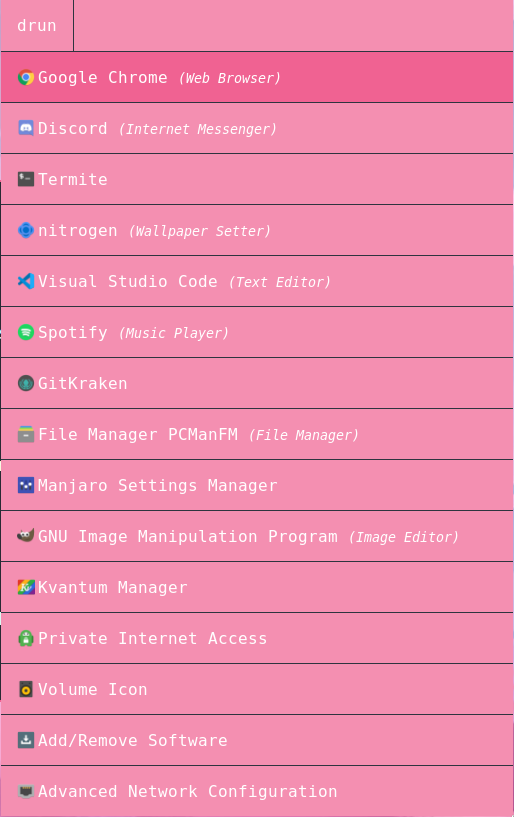 drun
Google Chrome (Web Browser)
Discord (Internet Messenger)
Termite
nitrogen (Wallpaper Setter)
Visual Studio Code (Text Editor)
Spotify (Music Player)
GitKraken
File Manager PCManFM (File Manager)
Manjaro Settings Manager
GNU Image Manipulation Program (Image Editor)
Kvantum Manager
Private Internet Access
Volume Icon
Add/Remove Software
Advanced Network Configuration